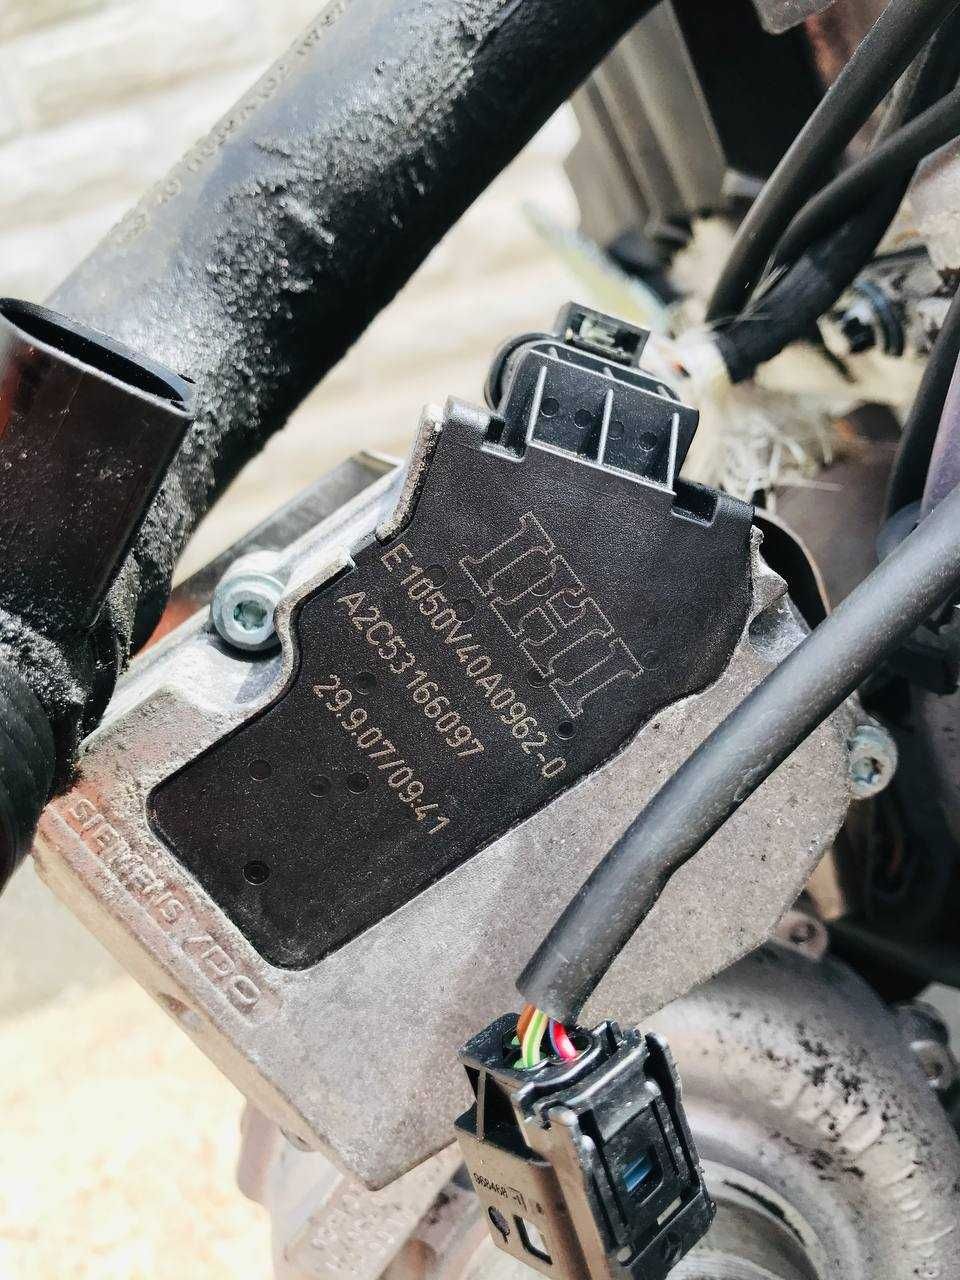 IHI
E1050V40A0962-0
A2C53166097
29.9.07/09:41
SIEMENS VDO